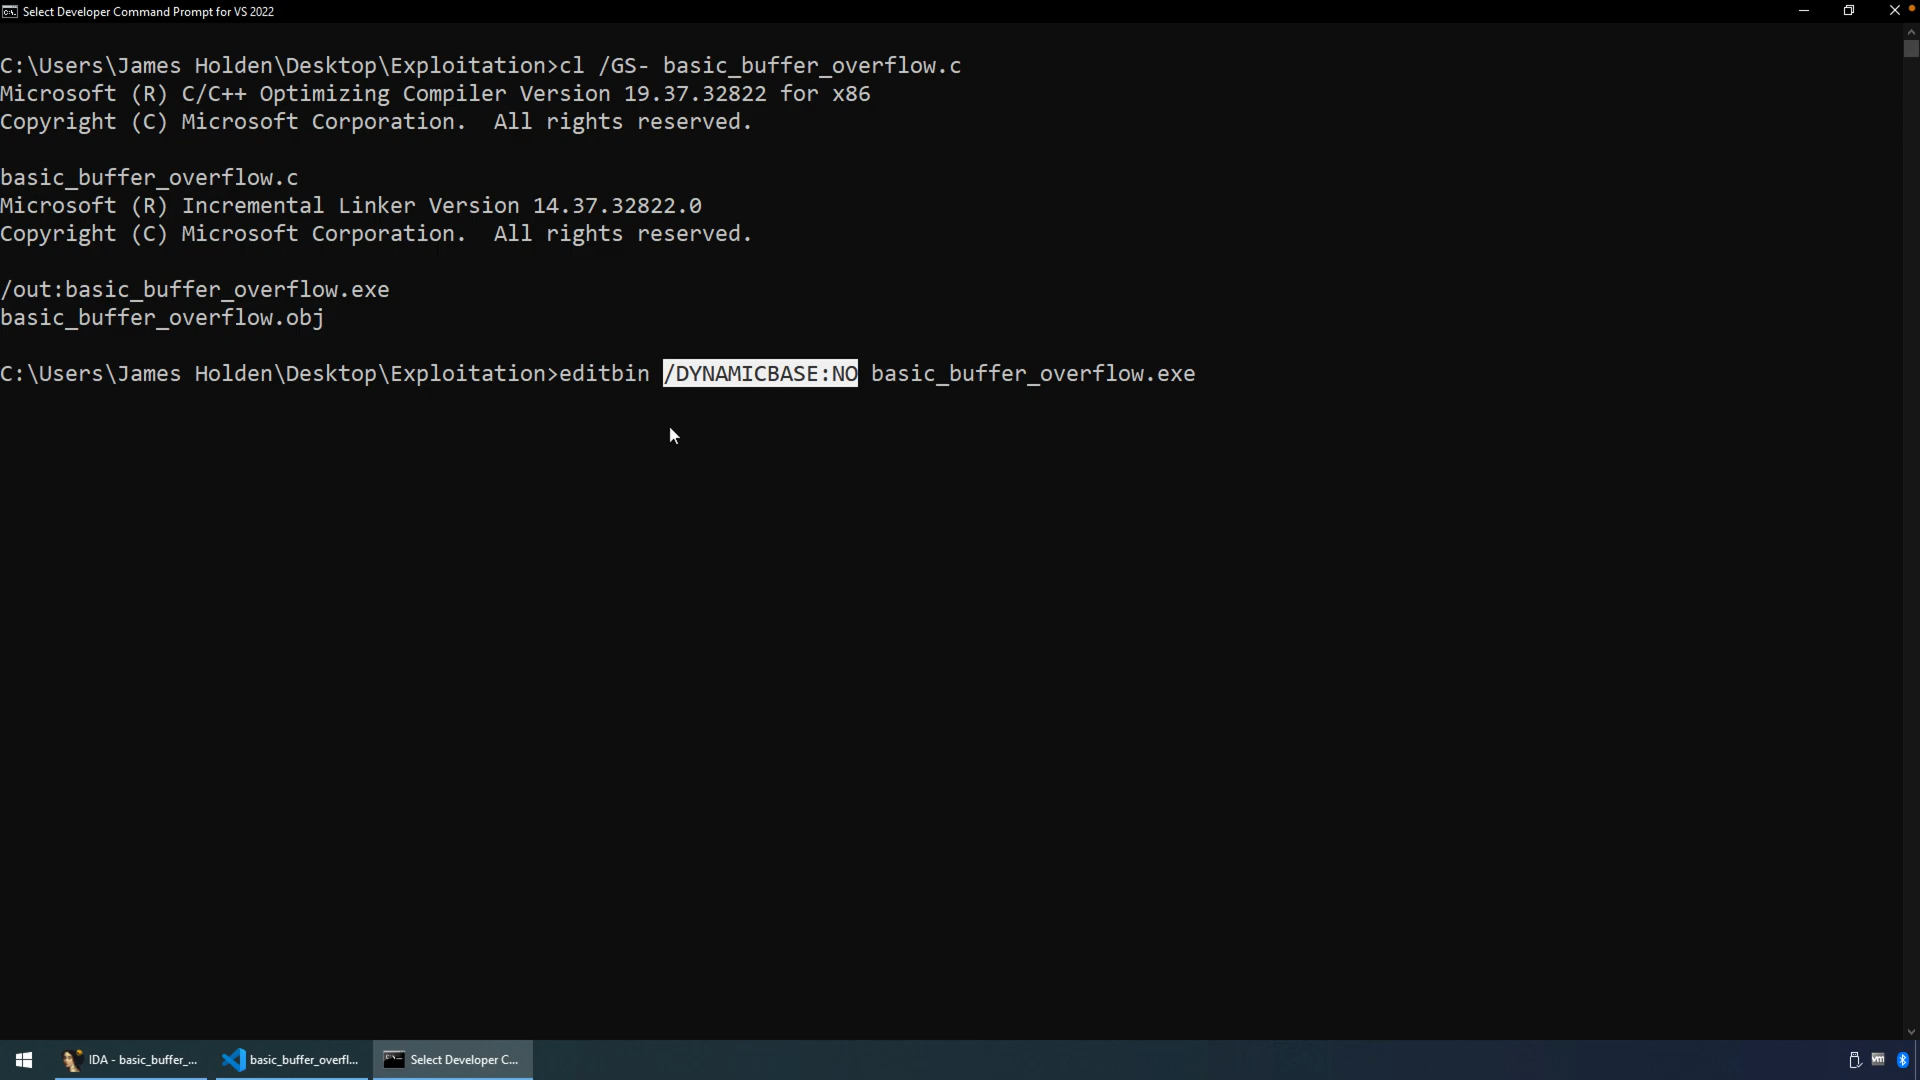 Select Developer Command Prompt for VS 2022
C:\Users\James Holden\Desktop\Exploitation>cl /GS- basic_buffer_overflow.c
Microsoft (R) C/C++ Optimizing Compiler Version 19.37.32822 for x86
Copyright (C) Microsoft Corporation.  All rights reserved.
basic_buffer_overflow.c
Microsoft (R) Incremental Linker Version 14.37.32822.0
Copyright (C) Microsoft Corporation.  All rights reserved.
/out:basic_buffer_overflow.exe
basic_buffer_overflow.obj
C:\Users\James Holden\Desktop\Exploitation>editbin /DYNAMICBASE:NO basic_buffer_overflow.exe
IDA - basic_buffer_... basic_buffer_overfl... Select Developer C... vm